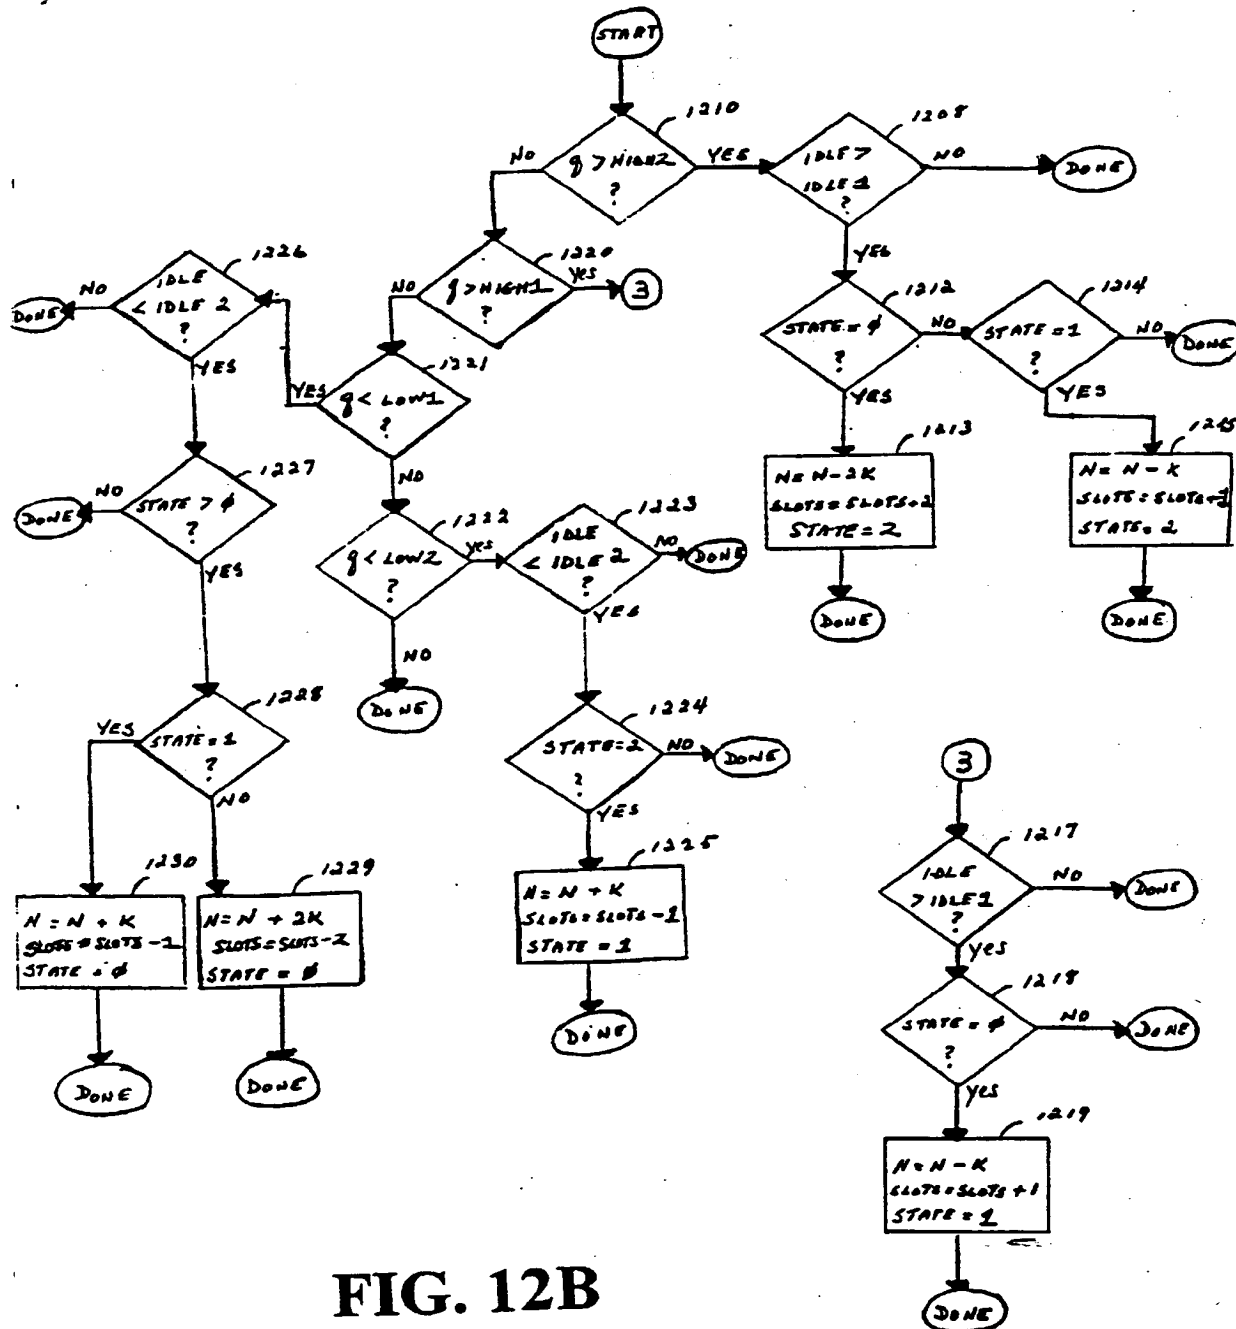 START
1210
q > HIGH2
?
NO
YES
1208
IDLE >
IDLE 1
?
NO
DONE
YES
1220
q > HIGH1
?
NO
yes
3
1226
IDLE
< IDLE 2
?
NO
DONE
YES
1212
STATE = φ
?
NO
YES
1214
STATE = 1
?
NO
DONE
YES
1221
q < LOW1
?
YES
NO
1213
N = N - 2K
SLOTS = SLOTS + 2
STATE = 2
DONE
1215
N = N - K
SLOTS = SLOTS + 1
STATE = 2
DONE
1227
STATE > φ
?
NO
DONE
YES
1222
q < LOW2
?
yes
NO
DONE
1223
IDLE
< IDLE 2
?
NO
DONE
YES
1228
STATE = 1
?
YES
NO
1224
STATE = 2
?
NO
DONE
YES
1230
N = N + K
SLOTS = SLOTS - 1
STATE = φ
DONE
1229
N = N + 2K
SLOTS = SLOTS - 2
STATE = φ
DONE
1225
N = N + K
SLOTS = SLOTS - 1
STATE = 1
DONE
3
1217
IDLE
> IDLE 1
?
NO
DONE
yes
1218
STATE = φ
?
NO
DONE
yes
1219
N = N - K
SLOTS = SLOTS + 1
STATE = 1
DONE
FIG. 12B